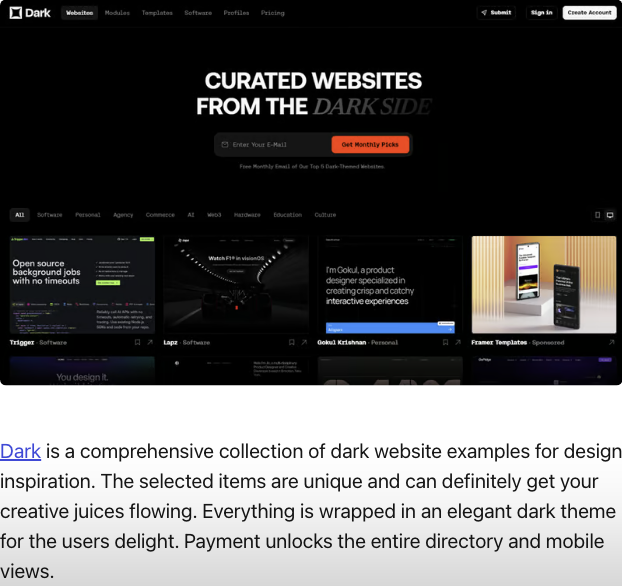 Dark Websites Modules Templates Software Profiles Pricing Submit Sign in Create Account
CURATED WEBSITES
FROM THE DARK SIDE
Enter Your E-Mail Get Monthly Picks
Free Monthly Email of Our Top 5 Dark-Themed Websites
All Software Personal Agency Commerce AI Web3 Hardware Education Culture
Open source
background jobs
with no timeouts
Watch F1® in visionOS
I'm Gokul, a product
designer specialized in
creating crisp and catchy
interactive experiences
Trigger · Software
Lapz · Software
Gokul Krishnan · Personal
Framer Templates · Sponsored
You design it.
Dark is a comprehensive collection of dark website examples for design
inspiration. The selected items are unique and can definitely get your
creative juices flowing. Everything is wrapped in an elegant dark theme
for the users delight. Payment unlocks the entire directory and mobile
views.